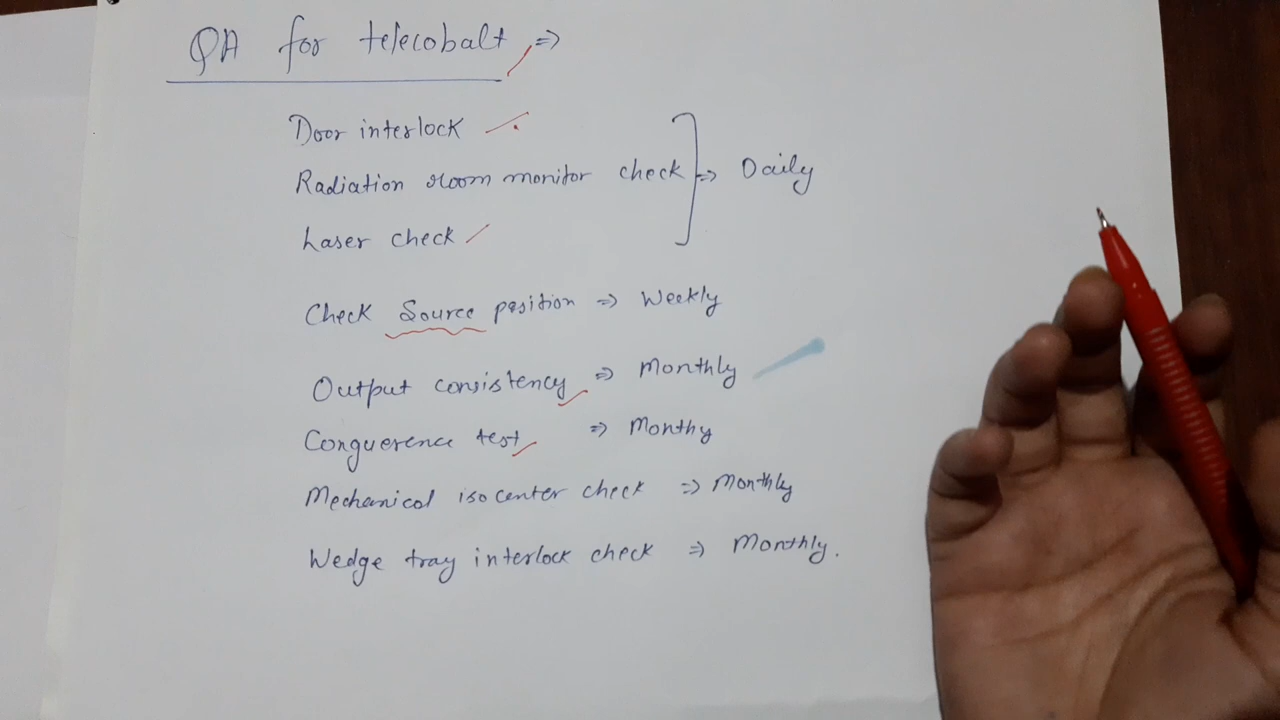 QA for telecobalt, =>
Door interlock
Radiation room monitor check => Daily
Laser check
Check Source position => Weekly
Output consistency => Monthly
Conguerence test => Monthy
Mechanical isocenter check => Monthly
Wedge tray interlock check => Monthly.